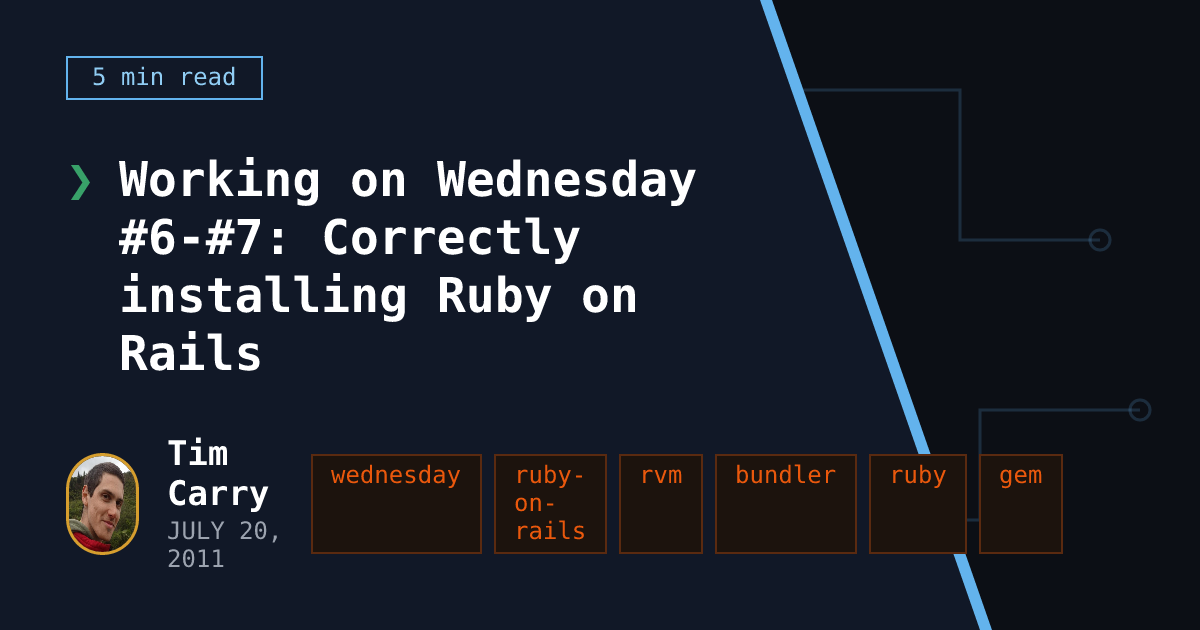 5 min read
❯ Working on Wednesday
#6-#7: Correctly
installing Ruby on
Rails
Tim
Carry
JULY 20,
2011
wednesday
ruby-
on-
rails
rvm
bundler
ruby
gem